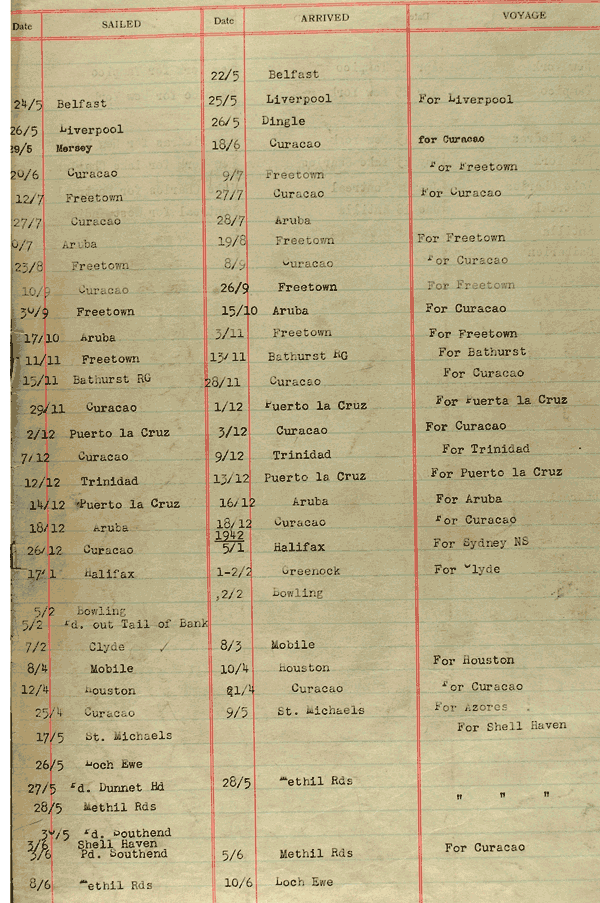 Date SAILED Date ARRIVED VOYAGE
22/5 Belfast
24/5 Belfast 25/5 Liverpool For Liverpool
26/5 Liverpool 26/5 Dingle
29/5 Mersey 18/6 Curacao for Curacao
20/6 Curacao 9/7 Freetown For Freetown
12/7 Freetown 27/7 Curacao For Curacao
27/7 Curacao 28/7 Aruba
0/7 Aruba 19/8 Freetown For Freetown
23/8 Freetown 8/9 Curacao For Curacao
10/9 Curacao 26/9 Freetown For Freetown
30/9 Freetown 15/10 Aruba For Curacao
17/10 Aruba 3/11 Freetown For Freetown
11/11 Freetown 13/11 Bathurst RG For Bathurst
15/11 Bathurst RG 28/11 Curacao For Curacao
29/11 Curacao 1/12 Puerto la Cruz For Puerta la Cruz
2/12 Puerto la Cruz 3/12 Curacao For Curacao
7/12 Curacao 9/12 Trinidad For Trinidad
12/12 Trinidad 13/12 Puerto la Cruz For Puerto la Cruz
14/12 Puerto la Cruz 16/12 Aruba For Aruba
18/12 Aruba 18/12 Curacao For Curacao
1942
26/12 Curacao 5/1 Halifax For Sydney NS
17/1 Halifax 1-2/2 Greenock For Clyde
2/2 Bowling
5/2 Bowling
5/2 Pd. out Tail of Bank
7/2 Clyde 8/3 Mobile
8/4 Mobile 10/4 Houston For Houston
12/4 Houston 21/4 Curacao For Curacao
25/4 Curacao 9/5 St. Michaels For Azores
For Shell Haven
17/5 St. Michaels
26/5 Loch Ewe
27/5 Pd. Dunnet Hd 28/5 Methil Rds
28/5 Methil Rds " " "
30/5 Pd. Southend
3/6 Shell Haven
3/6 Pd. Southend 5/6 Methil Rds For Curacao
8/6 Methil Rds 10/6 Loch Ewe